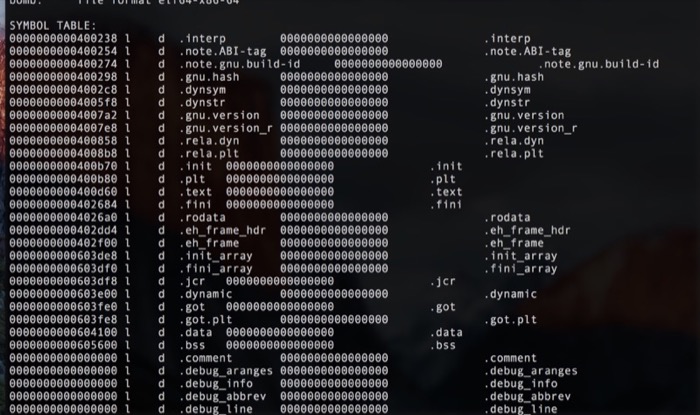 bomb:     file format elf64-x86-64
SYMBOL TABLE:
0000000000400238 l    d  .interp 0000000000000000              .interp
0000000000400254 l    d  .note.ABI-tag 0000000000000000              .note.ABI-tag
0000000000400274 l    d  .note.gnu.build-id     0000000000000000              .note.gnu.build-id
0000000000400298 l    d  .gnu.hash 0000000000000000              .gnu.hash
00000000004002c8 l    d  .dynsym 0000000000000000              .dynsym
00000000004005f8 l    d  .dynstr 0000000000000000              .dynstr
00000000004007a2 l    d  .gnu.version 0000000000000000              .gnu.version
00000000004007e8 l    d  .gnu.version_r 0000000000000000              .gnu.version_r
0000000000400858 l    d  .rela.dyn 0000000000000000              .rela.dyn
00000000004008b8 l    d  .rela.plt 0000000000000000              .rela.plt
0000000000400b70 l    d  .init  0000000000000000              .init
0000000000400b80 l    d  .plt   0000000000000000              .plt
0000000000400d60 l    d  .text  0000000000000000              .text
0000000000402684 l    d  .fini  0000000000000000              .fini
00000000004026a0 l    d  .rodata 0000000000000000              .rodata
0000000000402dd4 l    d  .eh_frame_hdr 0000000000000000              .eh_frame_hdr
0000000000402f00 l    d  .eh_frame 0000000000000000              .eh_frame
0000000000603de8 l    d  .init_array 0000000000000000              .init_array
0000000000603df0 l    d  .fini_array 0000000000000000              .fini_array
0000000000603df8 l    d  .jcr   0000000000000000              .jcr
0000000000603e00 l    d  .dynamic 0000000000000000              .dynamic
0000000000603fe0 l    d  .got   0000000000000000              .got
0000000000603fe8 l    d  .got.plt 0000000000000000              .got.plt
0000000000604100 l    d  .data  0000000000000000              .data
0000000000605600 l    d  .bss   0000000000000000              .bss
0000000000000000 l    d  .comment 0000000000000000              .comment
0000000000000000 l    d  .debug_aranges 0000000000000000              .debug_aranges
0000000000000000 l    d  .debug_info 0000000000000000              .debug_info
0000000000000000 l    d  .debug_abbrev 0000000000000000              .debug_abbrev
0000000000000000 l    d  .debug_line 0000000000000000              .debug_line